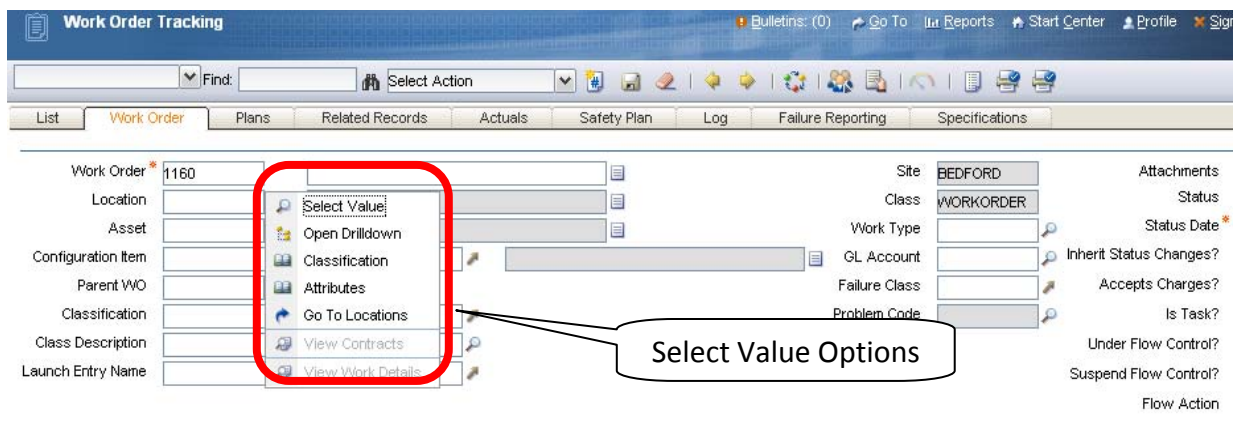 Work Order Tracking Bulletins: (0) Go To Reports Start Center Profile Sign
Find: Select Action
List Work Order Plans Related Records Actuals Safety Plan Log Failure Reporting Specifications
Work Order* 1160 Site BEDFORD Attachments
Location Select Value Class WORKORDER Status
Asset Open Drilldown Work Type Status Date*
Configuration Item Classification GL Account Inherit Status Changes?
Parent WO Attributes Failure Class Accepts Charges?
Classification Go To Locations Problem Code Is Task?
Class Description View Contracts Select Value Options Under Flow Control?
Launch Entry Name View Work Details Suspend Flow Control?
Flow Action